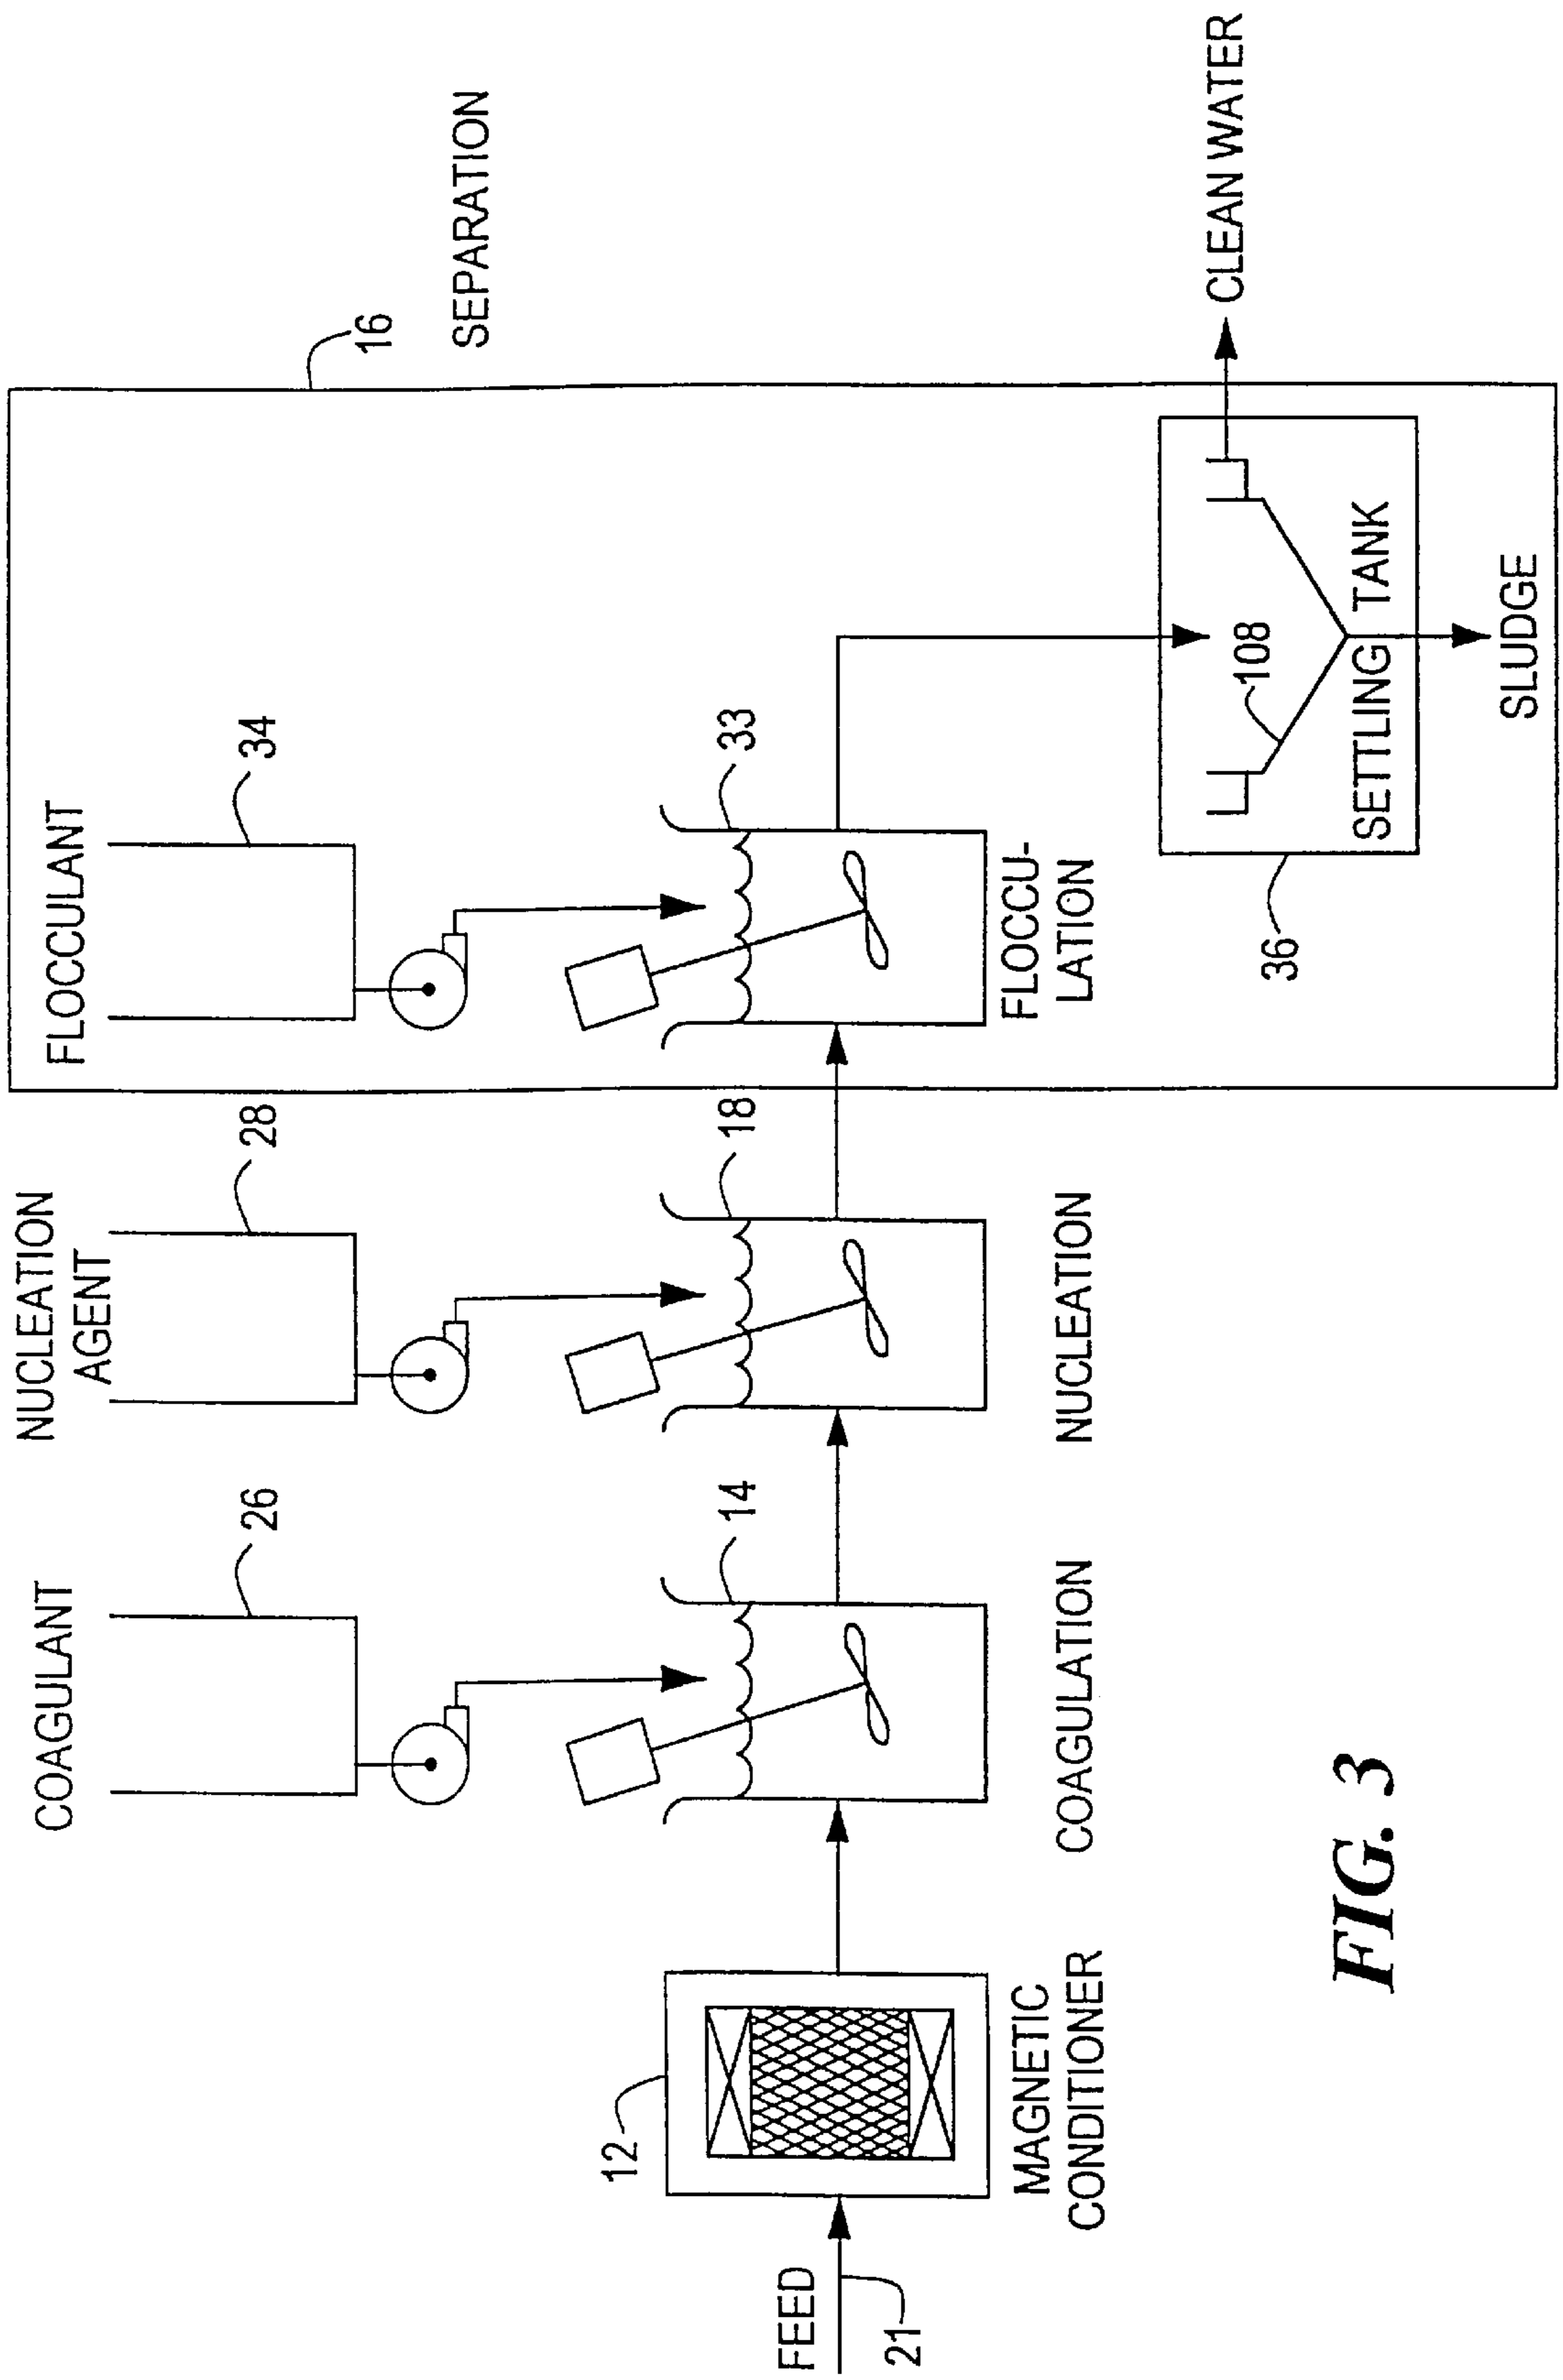 COAGULANT
NUCLEATION
AGENT
FLOCCULANT
26
28
34
16
SEPARATION
12
14
18
33
FEED
21
MAGNETIC
CONDITIONER
COAGULATION
NUCLEATION
FLOCCU-
LATION
36
108
SETTLING TANK
SLUDGE
CLEAN WATER
FIG. 3